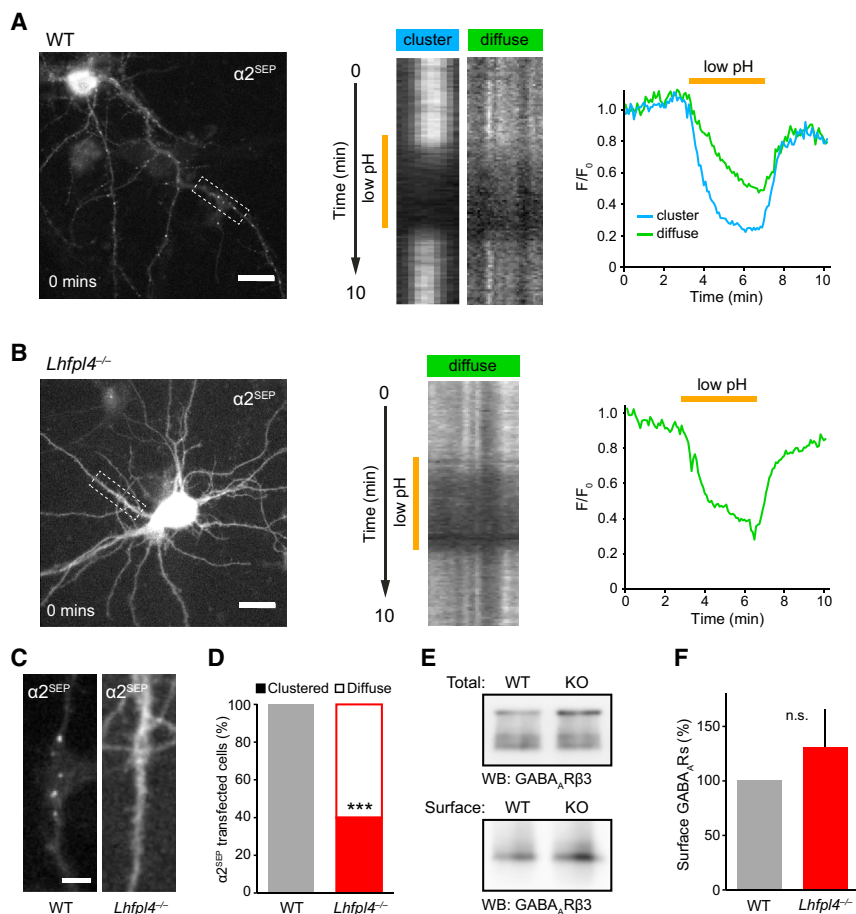 A
WT
α2SEP
0 mins
cluster
diffuse
0
Time (min)
low pH
10
low pH
F/F0
1.0
0.8
0.6
0.4
0.2
0
cluster
diffuse
0 2 4 6 8 10
Time (min)
B
Lhfpl4–/–
α2SEP
0 mins
diffuse
0
Time (min)
low pH
10
low pH
F/F0
1.0
0.8
0.6
0.4
0.2
0
0 2 4 6 8 10
Time (min)
C
α2SEP α2SEP
WT Lhfpl4–/–
D
Clustered Diffuse
α2SEP transfected cells (%)
100
80
60
40
20
0
***
WT Lhfpl4–/–
E
Total: WT KO
WB: GABAARβ3
Surface: WT KO
WB: GABAARβ3
F
Surface GABAARs (%)
150
100
50
0
n.s.
WT Lhfpl4–/–